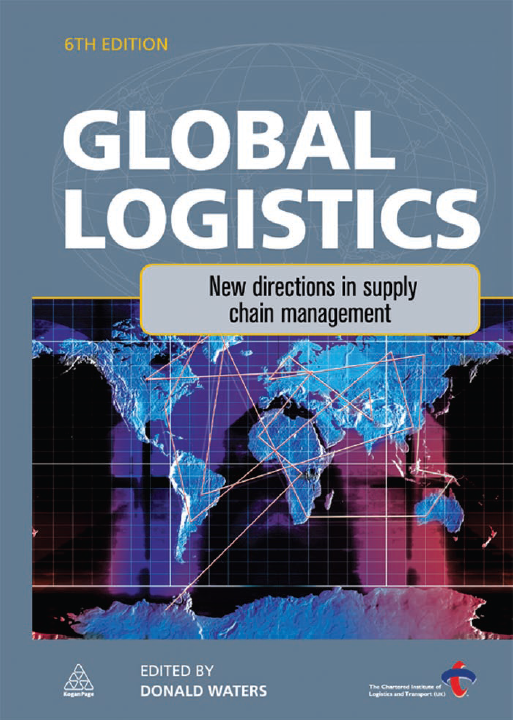 6TH EDITION
GLOBAL
LOGISTICS
New directions in supply
chain management
KoganPage
EDITED BY
DONALD WATERS
The Chartered Institute of
Logistics and Transport (UK)